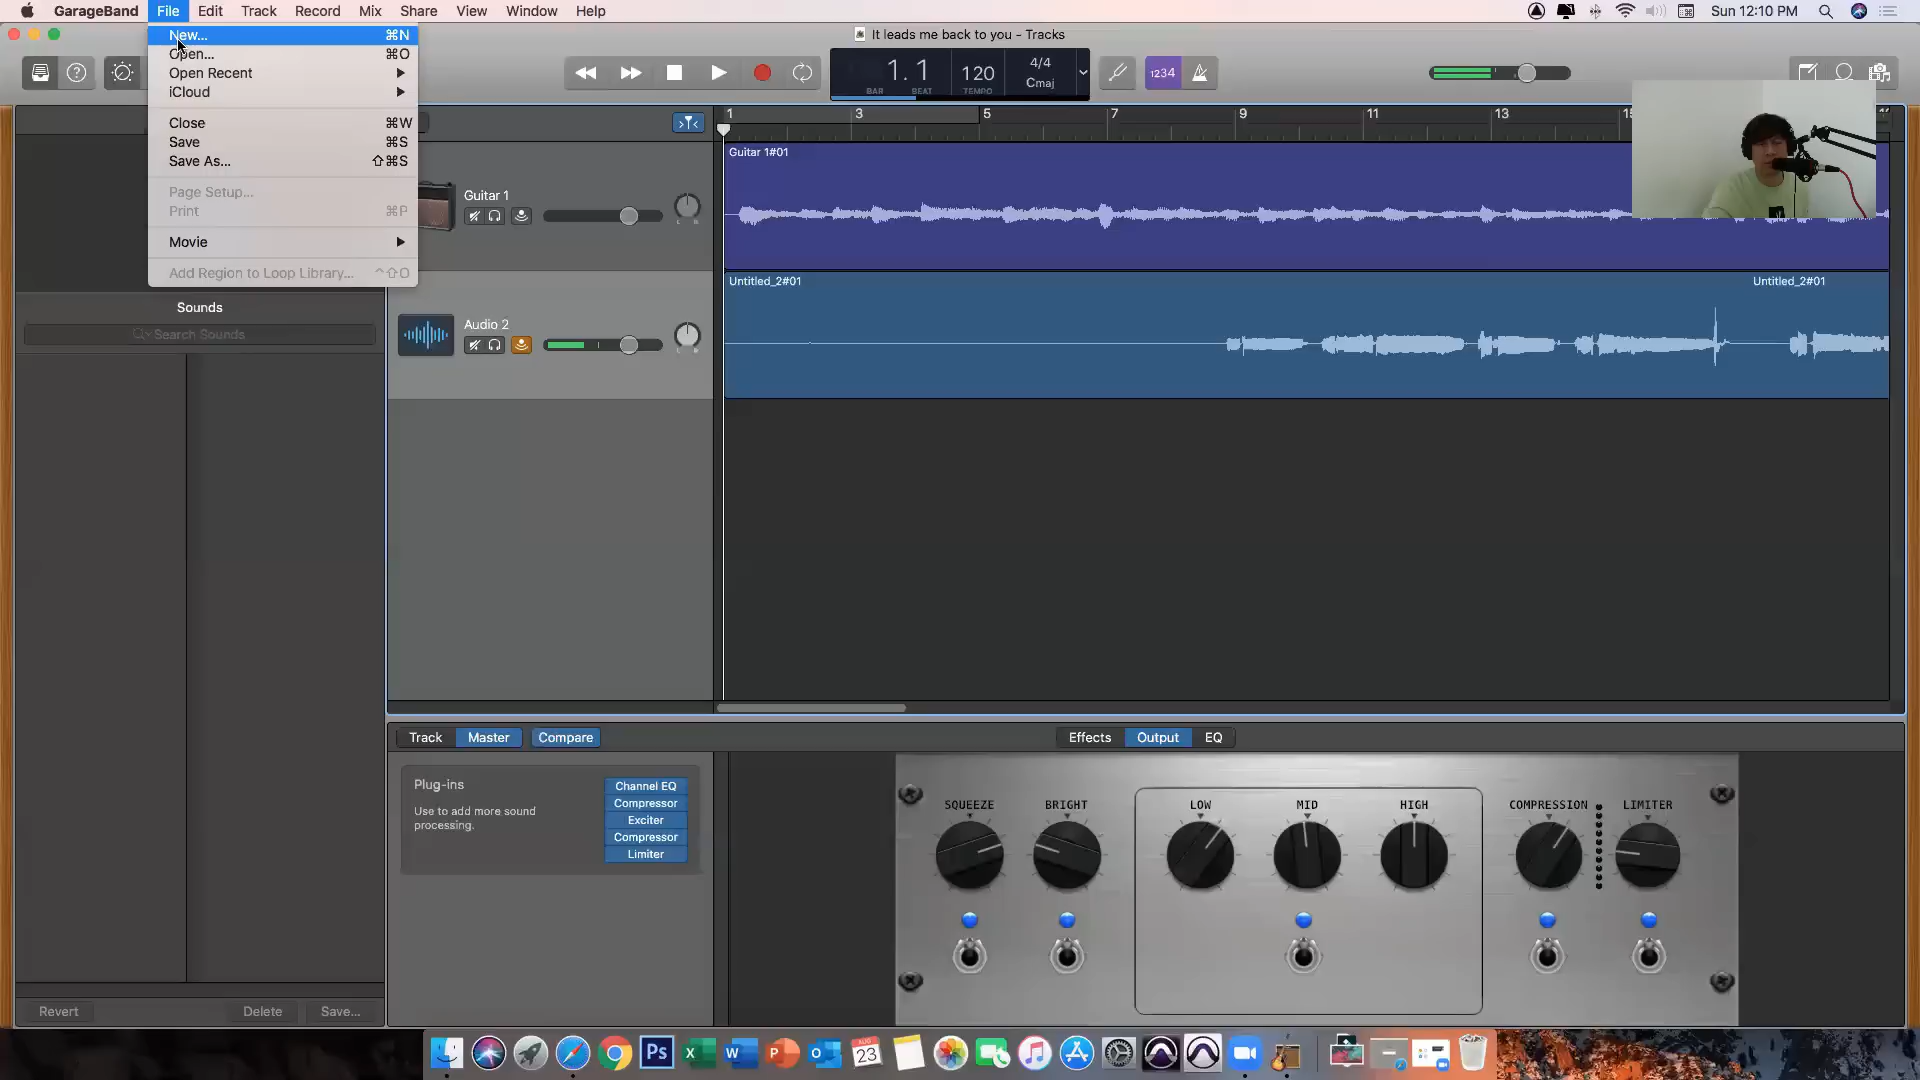 GarageBand File Edit Track Record Mix Share View Window Help Sun 12:10 PM
It leads me back to you - Tracks
New... ⌘N
Open... ⌘O
Open Recent
iCloud
Close ⌘W
Save ⌘S
Save As... ⇧⌘S
Page Setup...
Print ⌘P
Movie
Add Region to Loop Library... ⌃⇧O
1.1 120 4/4
Cmaj
BAR BEAT TEMPO
1234
1 3 5 7 9 11 13
Guitar 1#01
Guitar 1
L R
Untitled_2#01 Untitled_2#01
Audio 2
L R
Sounds
Search Sounds
Track Master Compare Effects Output EQ
Plug-ins
Use to add more sound
processing.
Channel EQ
Compressor
Exciter
Compressor
Limiter
SQUEEZE BRIGHT LOW MID HIGH COMPRESSION LIMITER
Revert Delete Save...
Ps X W P O
AUG
23